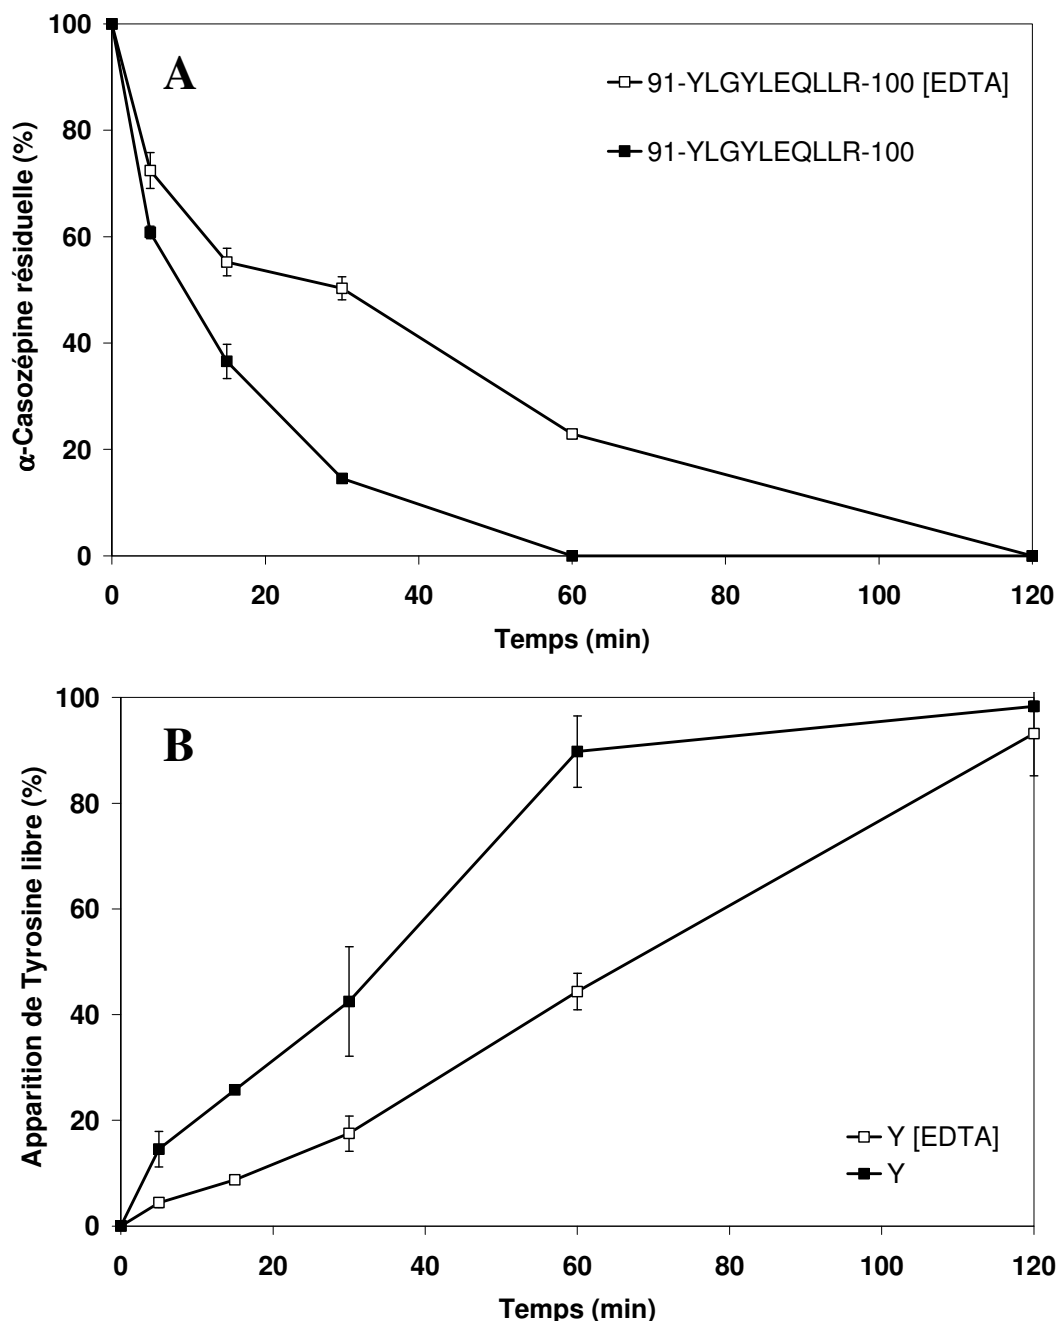 A
91-YLGYLEQLLR-100 [EDTA]
91-YLGYLEQLLR-100
α-Casozépine résiduelle (%)
100
80
60
40
20
0
0 20 40 60 80 100 120
Temps (min)
B
Y [EDTA]
Y
Apparition de Tyrosine libre (%)
100
80
60
40
20
0
0 20 40 60 80 100 120
Temps (min)